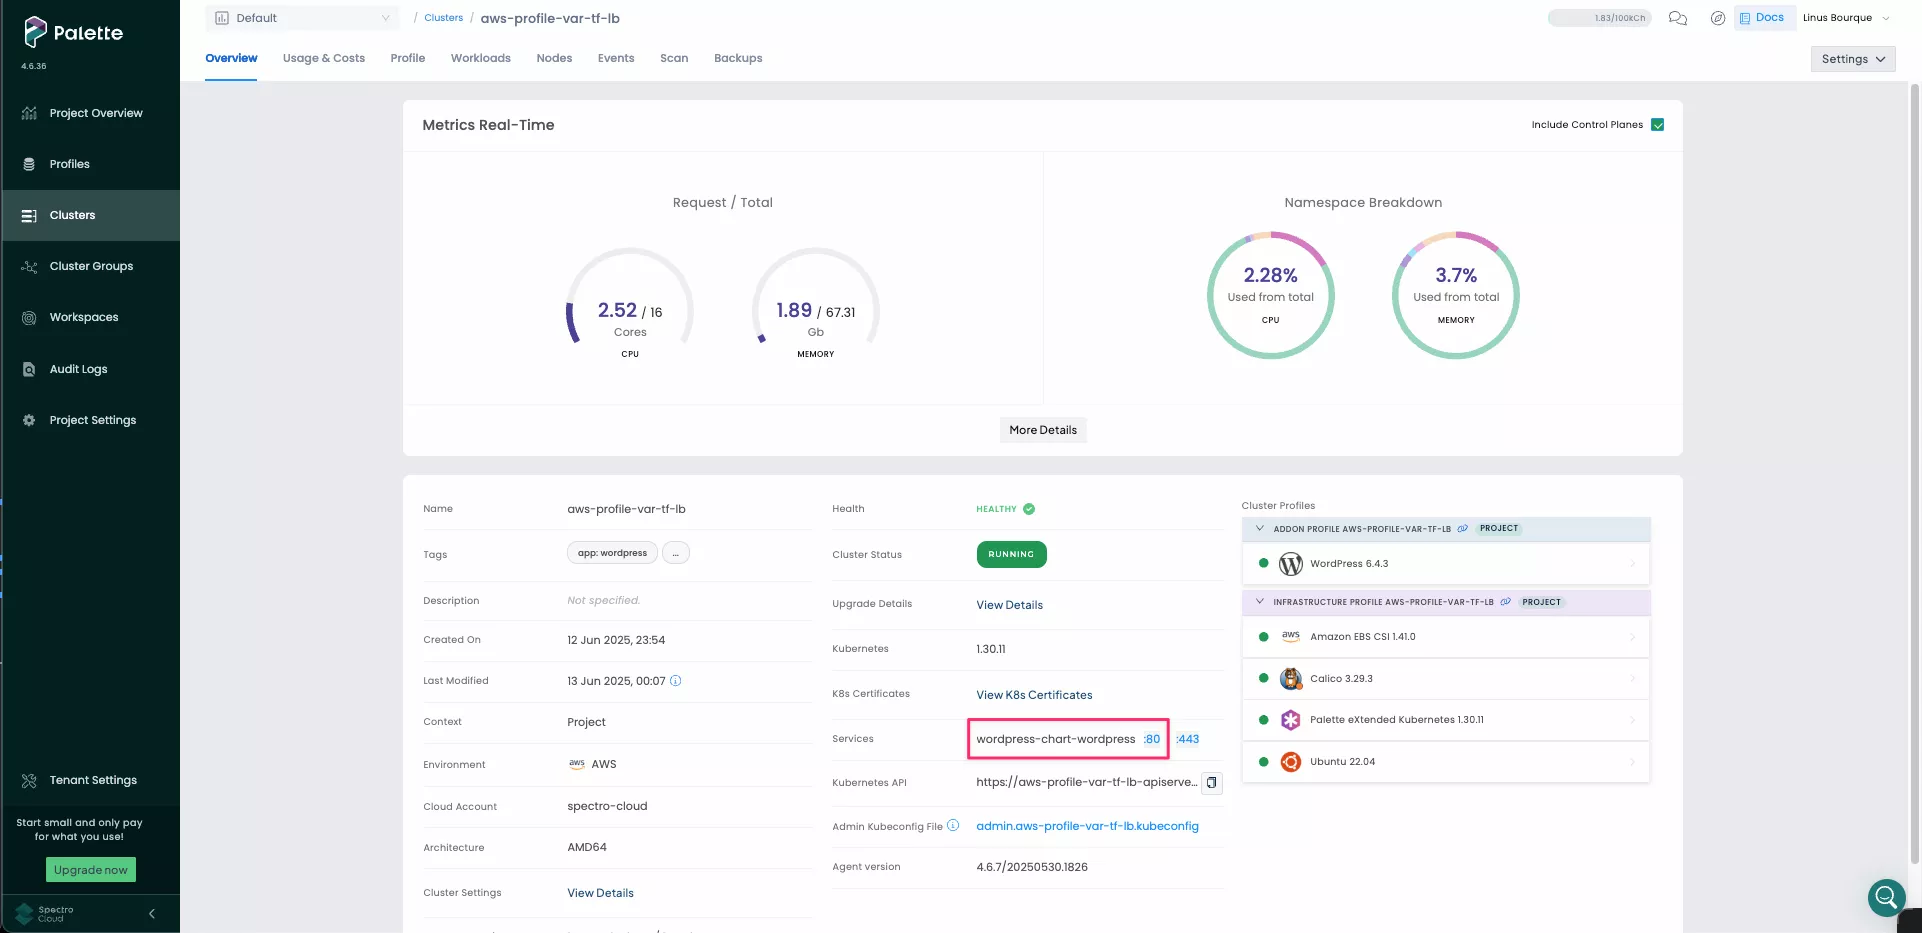 Palette
4.6.36
Project Overview
Profiles
Clusters
Cluster Groups
Workspaces
Audit Logs
Project Settings
Tenant Settings
Start small and only pay
for what you use!
Upgrade now
Spectro
Cloud
Default
/ Clusters / aws-profile-var-tf-lb
1.83/100kCh
Docs
Linus Bourque
Overview
Usage & Costs
Profile
Workloads
Nodes
Events
Scan
Backups
Settings
Metrics Real-Time
Include Control Planes
Request / Total
2.52 / 16
Cores
CPU
1.89 / 67.31
Gb
MEMORY
Namespace Breakdown
2.28%
Used from total
CPU
3.7%
Used from total
MEMORY
More Details
Name aws-profile-var-tf-lb
Tags app: wordpress ...
Description Not specified.
Created On 12 Jun 2025, 23:54
Last Modified 13 Jun 2025, 00:07
Context Project
Environment aws AWS
Cloud Account spectro-cloud
Architecture AMD64
Cluster Settings View Details
Health HEALTHY
Cluster Status RUNNING
Upgrade Details View Details
Kubernetes 1.30.11
K8s Certificates View K8s Certificates
Services wordpress-chart-wordpress :80 :443
Kubernetes API https://aws-profile-var-tf-lb-apiserve...
Admin Kubeconfig File admin.aws-profile-var-tf-lb.kubeconfig
Agent version 4.6.7/20250530.1826
Cluster Profiles
ADDON PROFILE AWS-PROFILE-VAR-TF-LB PROJECT
WordPress 6.4.3
INFRASTRUCTURE PROFILE AWS-PROFILE-VAR-TF-LB PROJECT
aws Amazon EBS CSI 1.41.0
Calico 3.29.3
Palette eXtended Kubernetes 1.30.11
Ubuntu 22.04